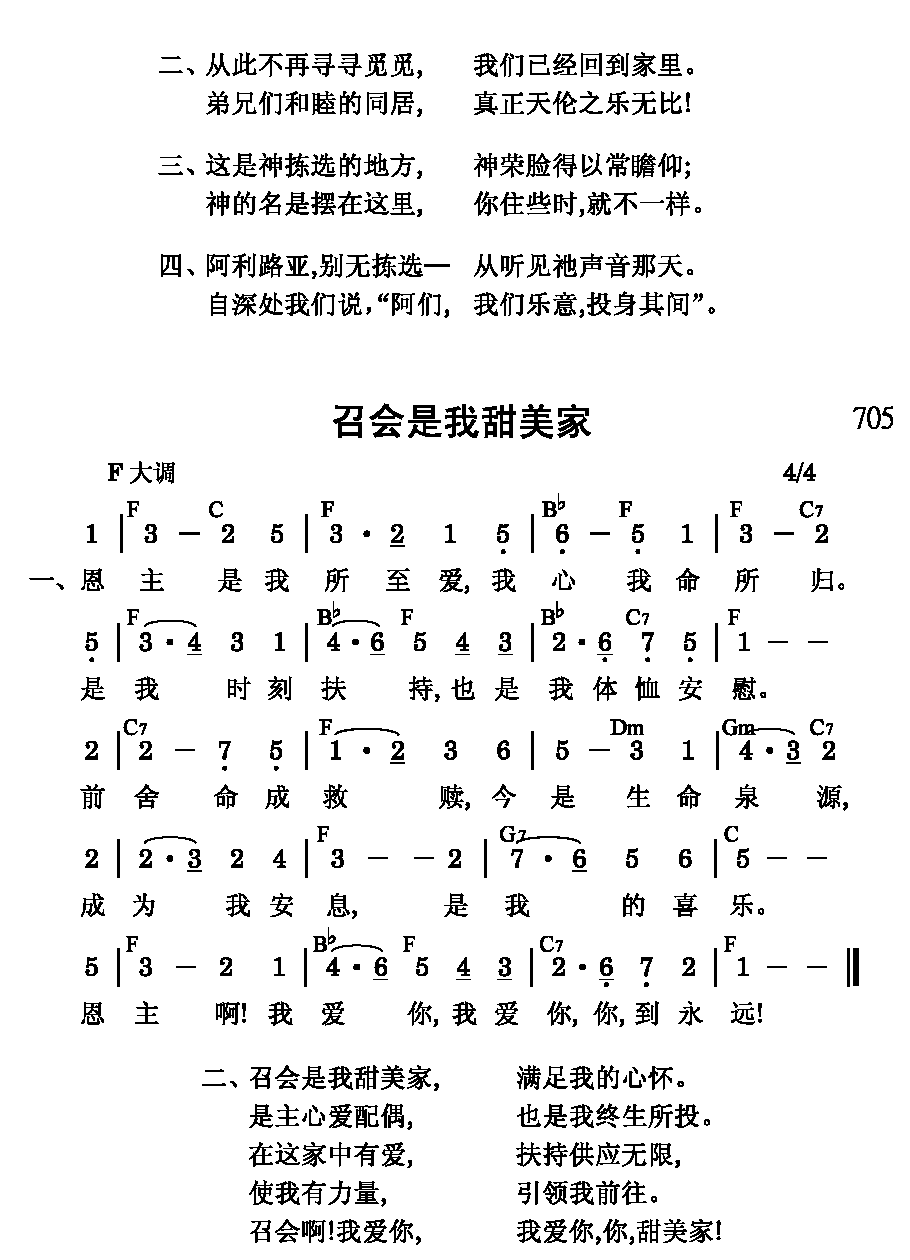 二、从此不再寻寻觅觅, 我们已经回到家里。
弟兄们和睦的同居, 真正天伦之乐无比!
三、这是神拣选的地方, 神荣脸得以常瞻仰;
神的名是摆在这里, 你住些时,就不一样。
四、阿利路亚,别无拣选— 从听见祂声音那天。
自深处我们说,“阿们, 我们乐意,投身其间”。
召会是我甜美家 705
F 大调 4/4
F C F B♭ F F C7
1 | 3 - 2 5 | 3 · 2 1 5 | 6 - 5 1 | 3 - 2
一、恩 主 是 我 所 至 爱, 我 心 我 命 所 归。
F B♭ F B♭ C7 F
5 | 3 · 4 3 1 | 4 · 6 5 4 3 | 2 · 6 7 5 | 1 - -
是 我 时 刻 扶 持, 也 是 我 体 恤 安 慰。
C7 F Dm Gm C7
2 | 2 - 7 5 | 1 · 2 3 6 | 5 - 3 1 | 4 · 3 2
前 舍 命 成 救 赎, 今 是 生 命 泉 源,
F G7 C
2 | 2 · 3 2 4 | 3 - - 2 | 7 · 6 5 6 | 5 - -
成 为 我 安 息, 是 我 的 喜 乐。
F B♭ F C7 F
5 | 3 - 2 1 | 4 · 6 5 4 3 | 2 · 6 7 2 | 1 - - ‖
恩 主 啊! 我 爱 你, 我 爱 你, 你, 到 永 远!
二、召会是我甜美家, 满足我的心怀。
是主心爱配偶, 也是我终生所投。
在这家中有爱, 扶持供应无限,
使我有力量, 引领我前往。
召会啊!我爱你, 我爱你,你,甜美家!